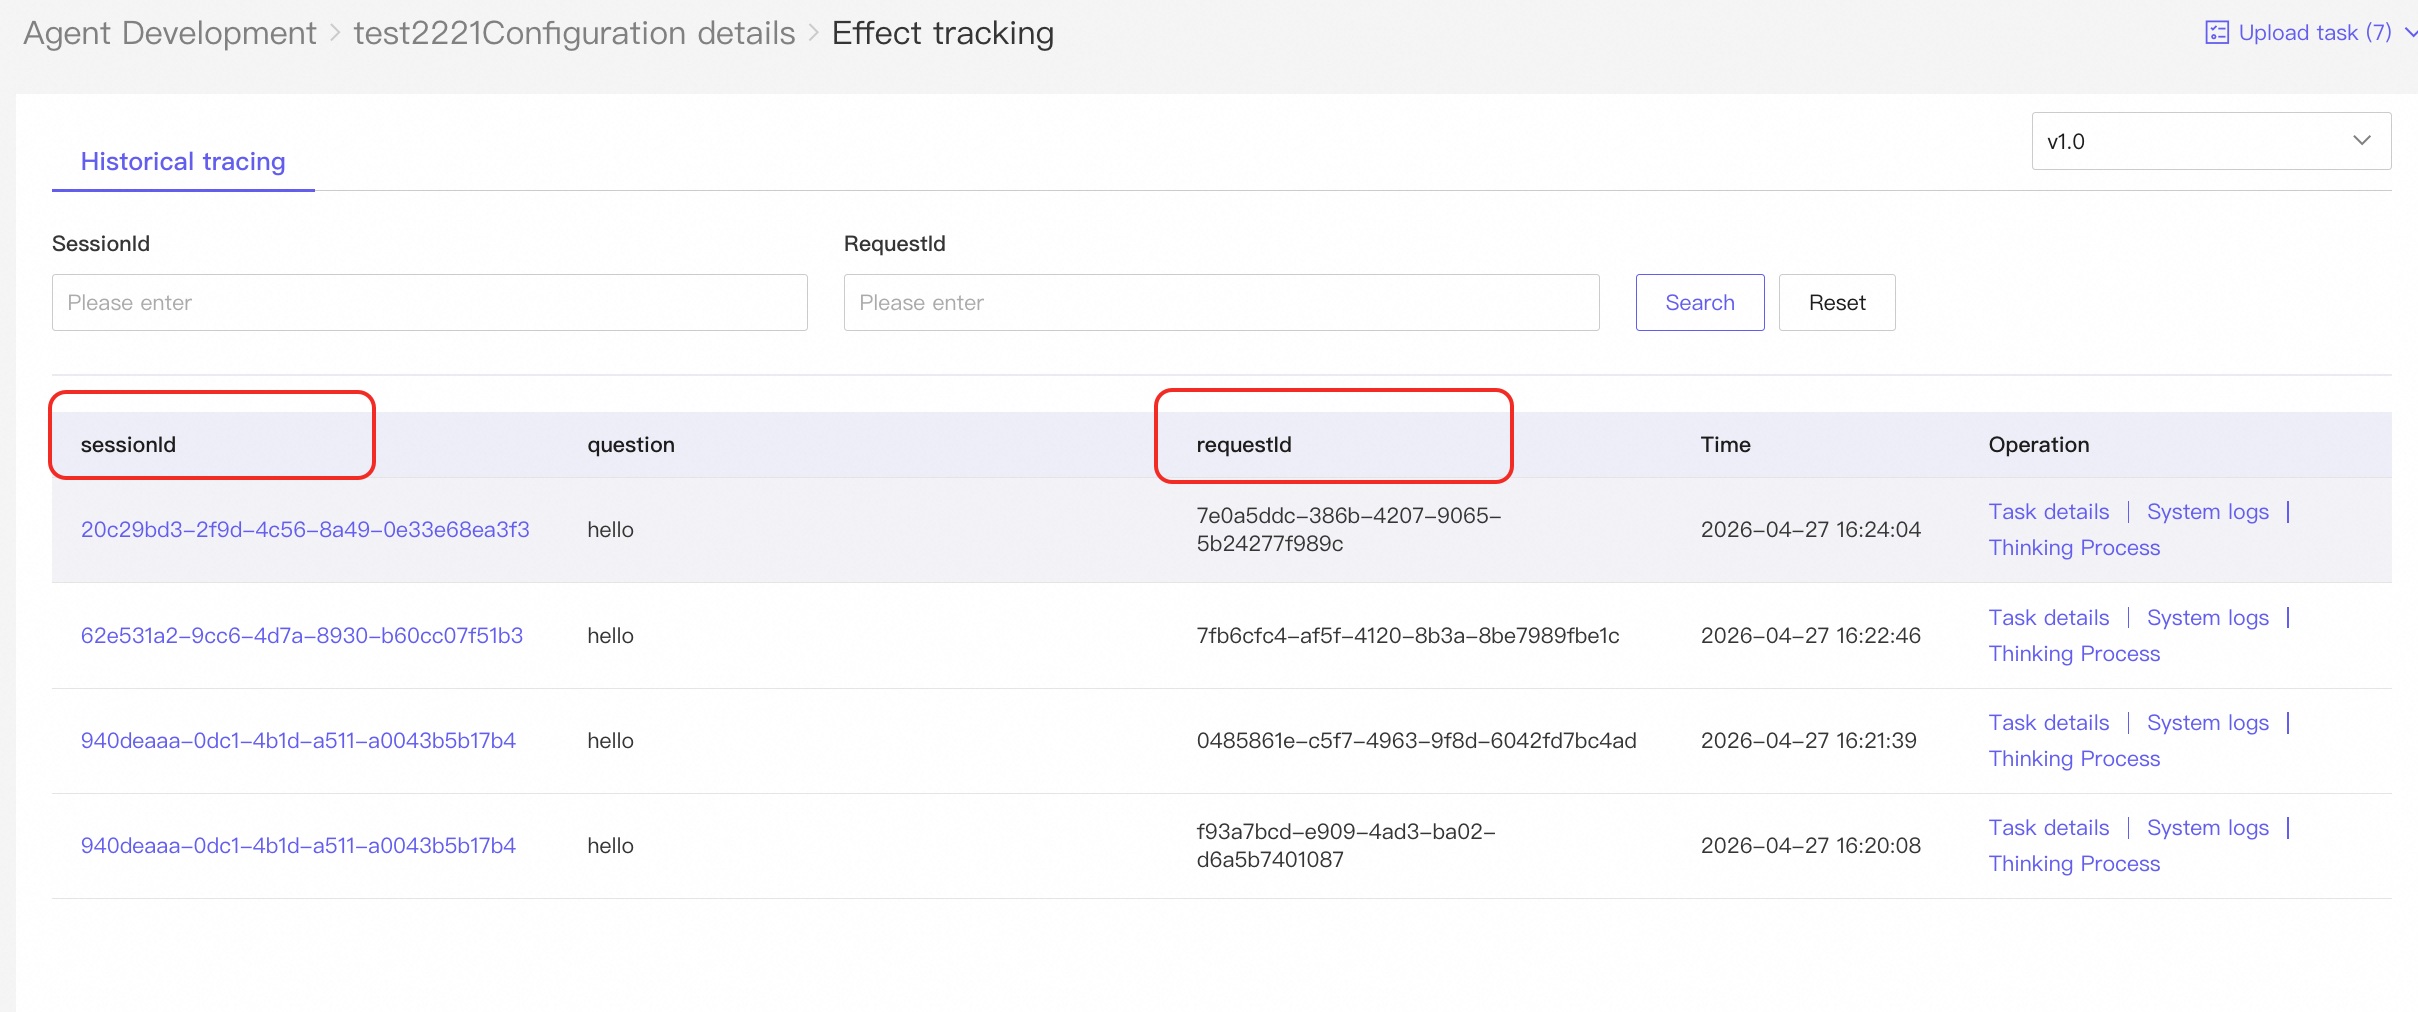 Agent Development > test2221Configuration details > Effect tracking
Upload task (7)
v1.0
Historical tracing
SessionId
RequestId
Please enter
Please enter
Search
Reset
sessionId question requestId Time Operation
20c29bd3-2f9d-4c56-8a49-0e33e68ea3f3 hello 7e0a5ddc-386b-4207-9065-
5b24277f989c 2026-04-27 16:24:04 Task details | System logs |
Thinking Process
62e531a2-9cc6-4d7a-8930-b60cc07f51b3 hello 7fb6cfc4-af5f-4120-8b3a-8be7989fbe1c 2026-04-27 16:22:46 Task details | System logs |
Thinking Process
940deaaa-0dc1-4b1d-a511-a0043b5b17b4 hello 0485861e-c5f7-4963-9f8d-6042fd7bc4ad 2026-04-27 16:21:39 Task details | System logs |
Thinking Process
940deaaa-0dc1-4b1d-a511-a0043b5b17b4 hello f93a7bcd-e909-4ad3-ba02-
d6a5b7401087 2026-04-27 16:20:08 Task details | System logs |
Thinking Process